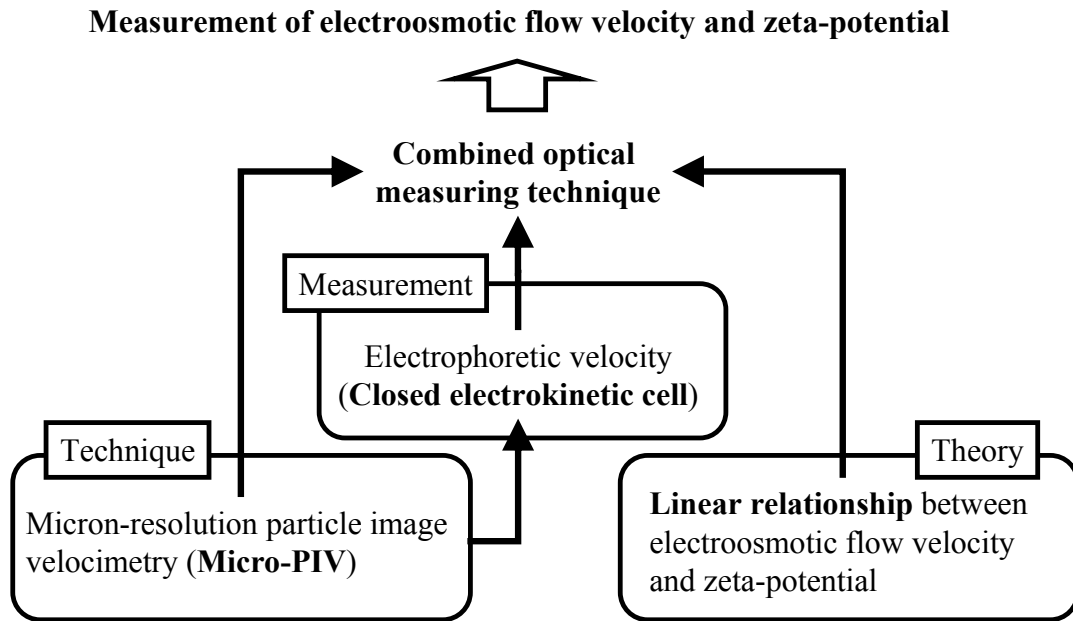 Measurement of electroosmotic flow velocity and zeta-potential
Combined optical
measuring technique
Measurement
Electrophoretic velocity
(Closed electrokinetic cell)
Technique
Micron-resolution particle image
velocimetry (Micro-PIV)
Theory
Linear relationship between
electroosmotic flow velocity
and zeta-potential